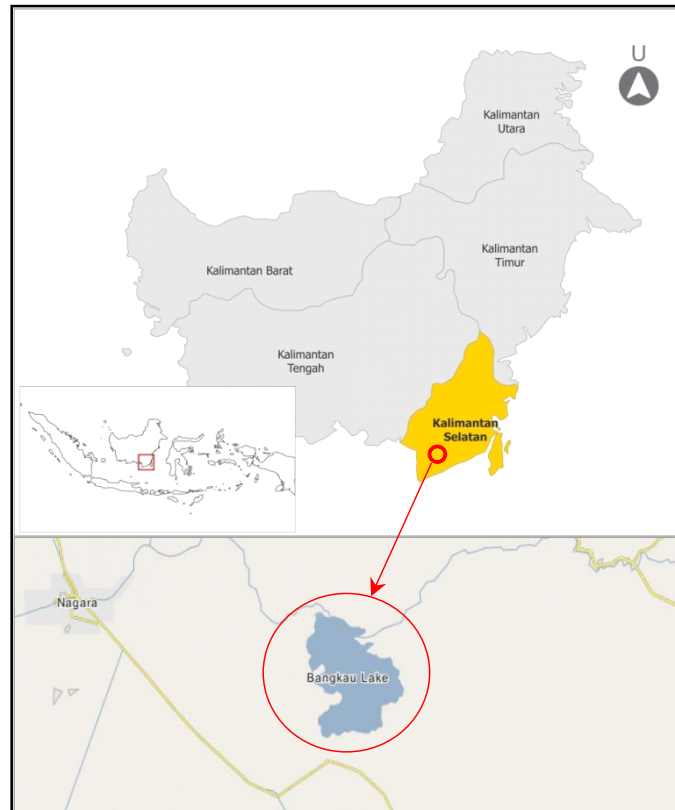 U
Kalimantan
Utara
Kalimantan
Timur
Kalimantan Barat
Kalimantan
Tengah
Kalimantan
Selatan
Nagara
Bangkau Lake